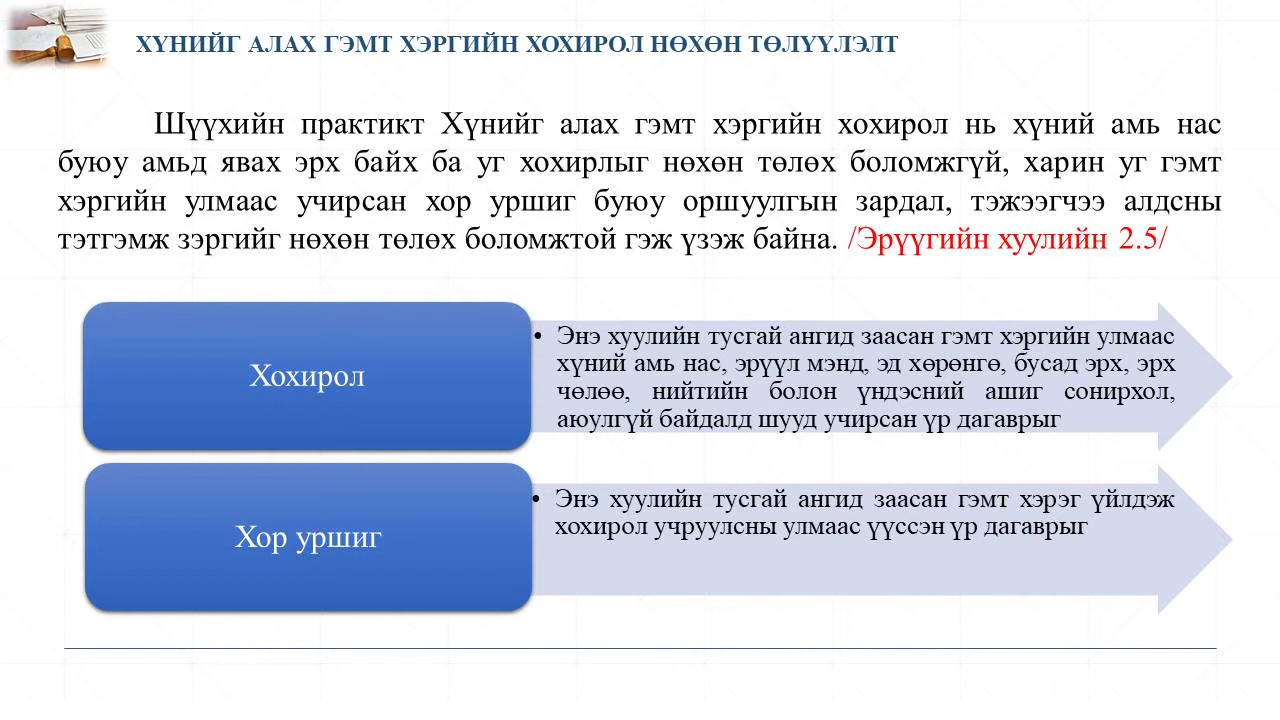 ХҮНИЙГ АЛАХ ГЭМТ ХЭРГИЙН ХОХИРОЛ НӨХӨН ТӨЛҮҮЛЭЛТ
Шүүхийн практикт Хүнийг алах гэмт хэргийн хохирол нь хүний амь нас
буюу амьд явах эрх байх ба уг хохирлыг нөхөн төлөх боломжгүй, харин уг гэмт
хэргийн улмаас учирсан хор уршиг буюу оршуулгын зардал, тэжээгчээ алдсны
тэтгэмж зэргийг нөхөн төлөх боломжтой гэж үзэж байна. /Эрүүгийн хуулийн 2.5/
Хохирол
• Энэ хуулийн тусгай ангид заасан гэмт хэргийн улмаас
хүний амь нас, эрүүл мэнд, эд хөрөнгө, бусад эрх, эрх
чөлөө, нийтийн болон үндэсний ашиг сонирхол,
аюулгүй байдалд шууд учирсан үр дагаврыг
Хор уршиг
• Энэ хуулийн тусгай ангид заасан гэмт хэрэг үйлдэж
хохирол учруулсны улмаас үүссэн үр дагаврыг